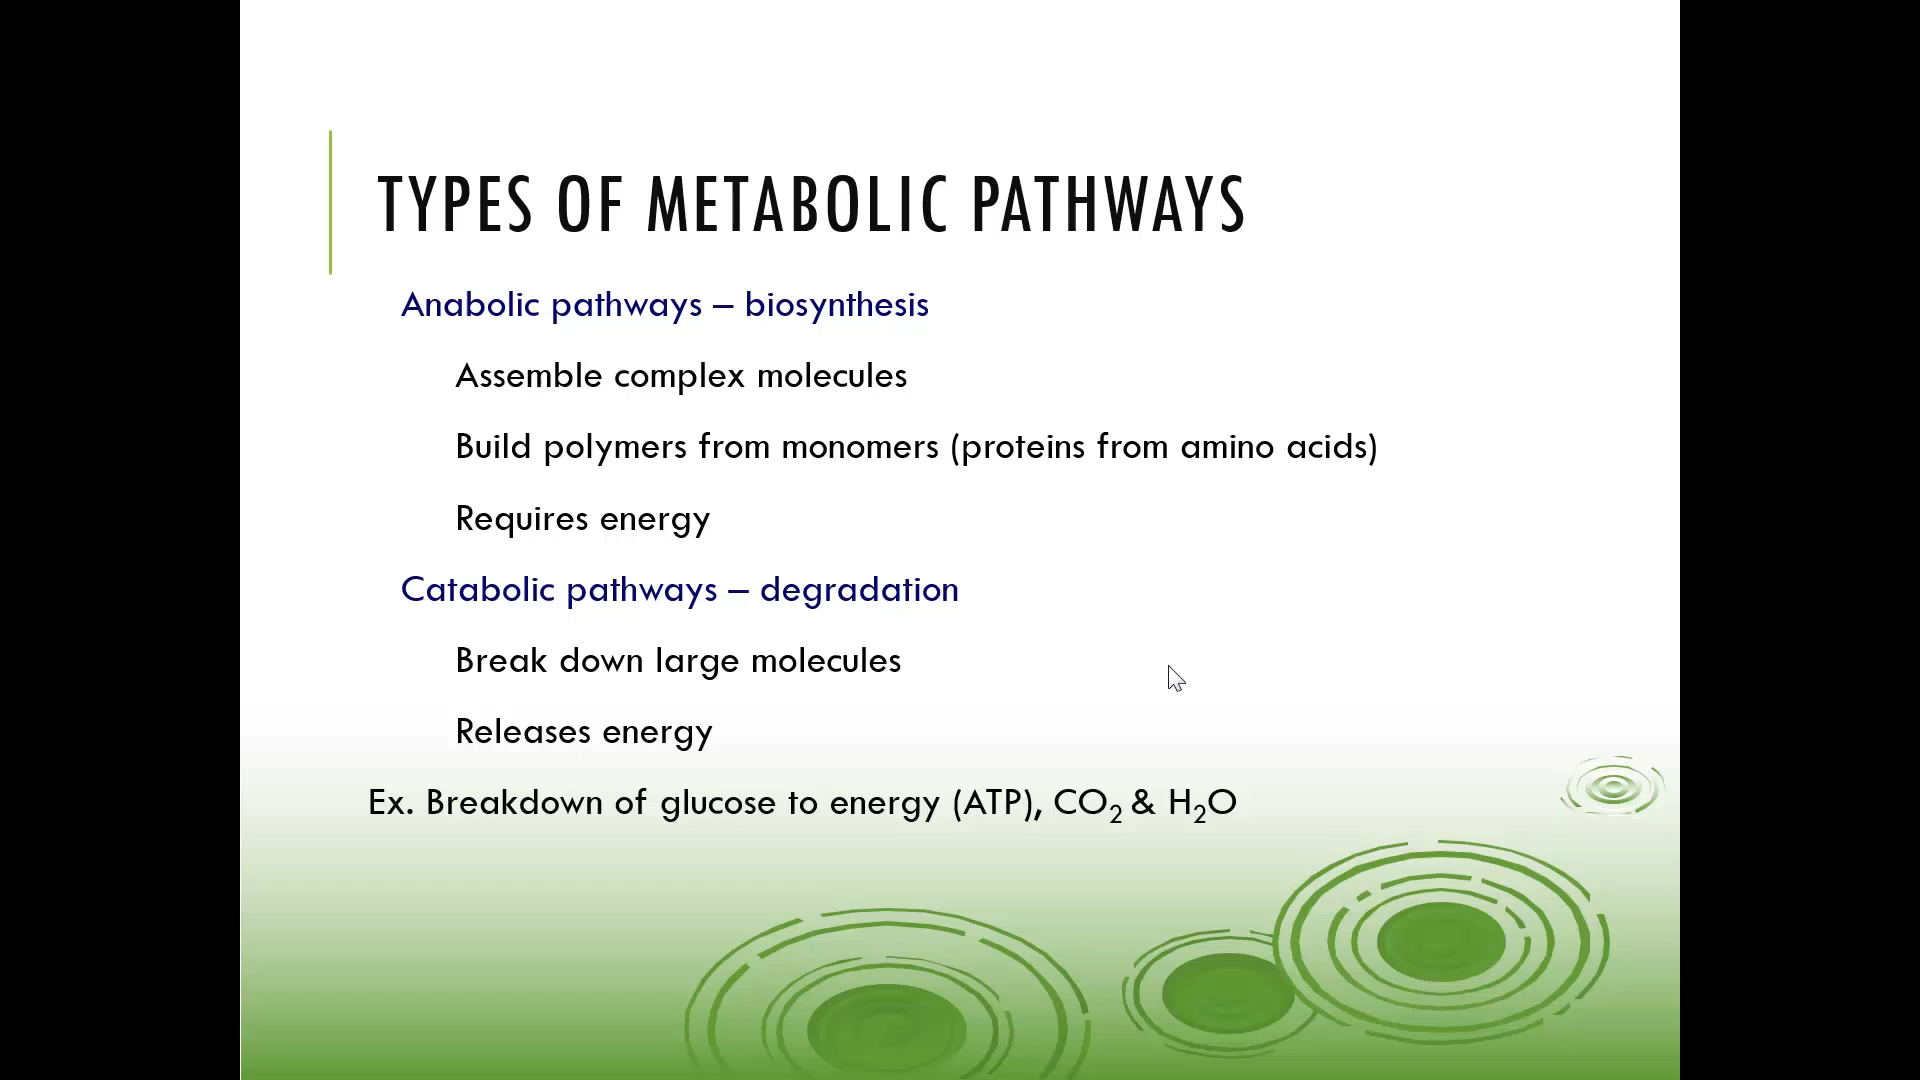 TYPES OF METABOLIC PATHWAYS
Anabolic pathways – biosynthesis
Assemble complex molecules
Build polymers from monomers (proteins from amino acids)
Requires energy
Catabolic pathways – degradation
Break down large molecules
Releases energy
Ex. Breakdown of glucose to energy (ATP), CO₂ & H₂O